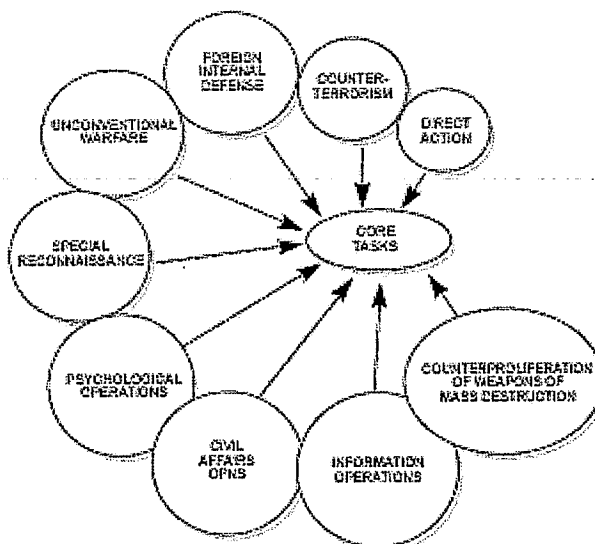 FOREIGN
INTERNAL
DEFENSE
COUNTER-
TERRORISM
DIRECT
ACTION
UNCONVENTIONAL
WARFARE
CORE
TASKS
SPECIAL
RECONNAISSANCE
PSYCHOLOGICAL
OPERATIONS
COUNTERPROLIFERATION
OF WEAPONS OF
MASS DESTRUCTION
CIVIL
AFFAIRS
OPNS
INFORMATION
OPERATIONS